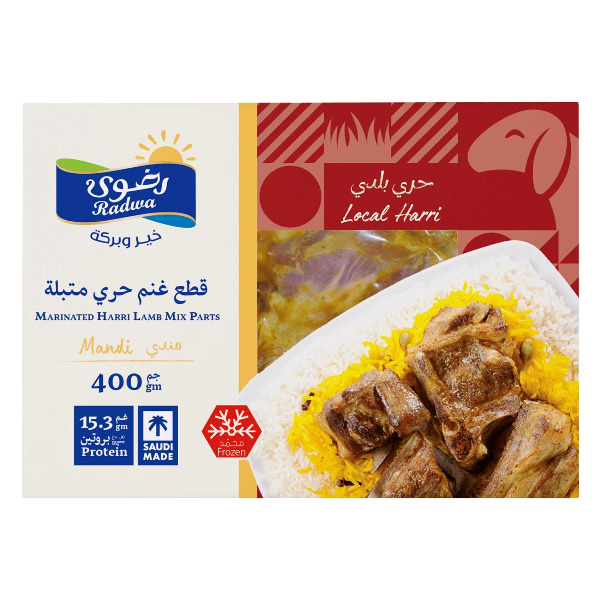 رضوى
Radwa
خير وبركة
حري بلدي
Local Harri
قطع غنم حري متبلة
MARINATED HARRI LAMB MIX PARTS
Mandi مندي
400 جم
gm
15.3 غم
gm
بروتين
Protein
SAUDI
MADE
مجمّد
Frozen